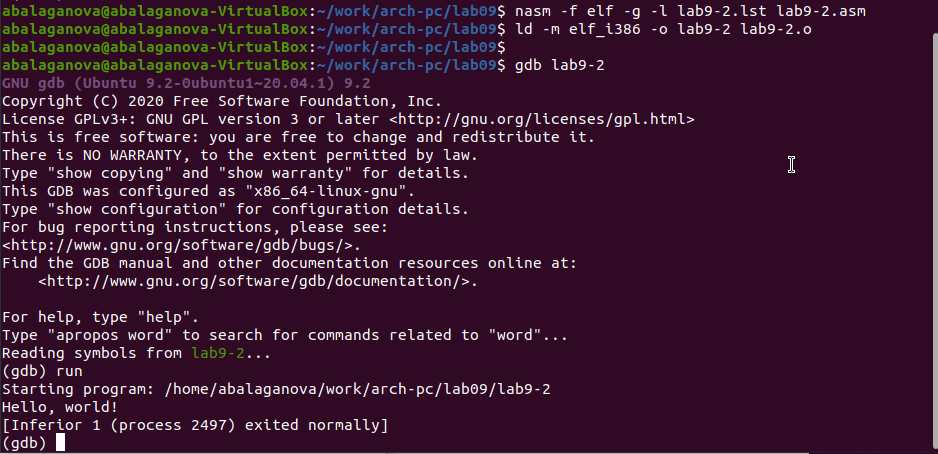 abalaganova@abalaganova-VirtualBox:~/work/arch-pc/lab09$ nasm -f elf -g -l lab9-2.lst lab9-2.asm
abalaganova@abalaganova-VirtualBox:~/work/arch-pc/lab09$ ld -m elf_i386 -o lab9-2 lab9-2.o
abalaganova@abalaganova-VirtualBox:~/work/arch-pc/lab09$
abalaganova@abalaganova-VirtualBox:~/work/arch-pc/lab09$ gdb lab9-2
GNU gdb (Ubuntu 9.2-0ubuntu1~20.04.1) 9.2
Copyright (C) 2020 Free Software Foundation, Inc.
License GPLv3+: GNU GPL version 3 or later <http://gnu.org/licenses/gpl.html>
This is free software: you are free to change and redistribute it.
There is NO WARRANTY, to the extent permitted by law.
Type "show copying" and "show warranty" for details.
This GDB was configured as "x86_64-linux-gnu".
Type "show configuration" for configuration details.
For bug reporting instructions, please see:
<http://www.gnu.org/software/gdb/bugs/>.
Find the GDB manual and other documentation resources online at:
    <http://www.gnu.org/software/gdb/documentation/>.

For help, type "help".
Type "apropos word" to search for commands related to "word"...
Reading symbols from lab9-2...
(gdb) run
Starting program: /home/abalaganova/work/arch-pc/lab09/lab9-2
Hello, world!
[Inferior 1 (process 2497) exited normally]
(gdb)